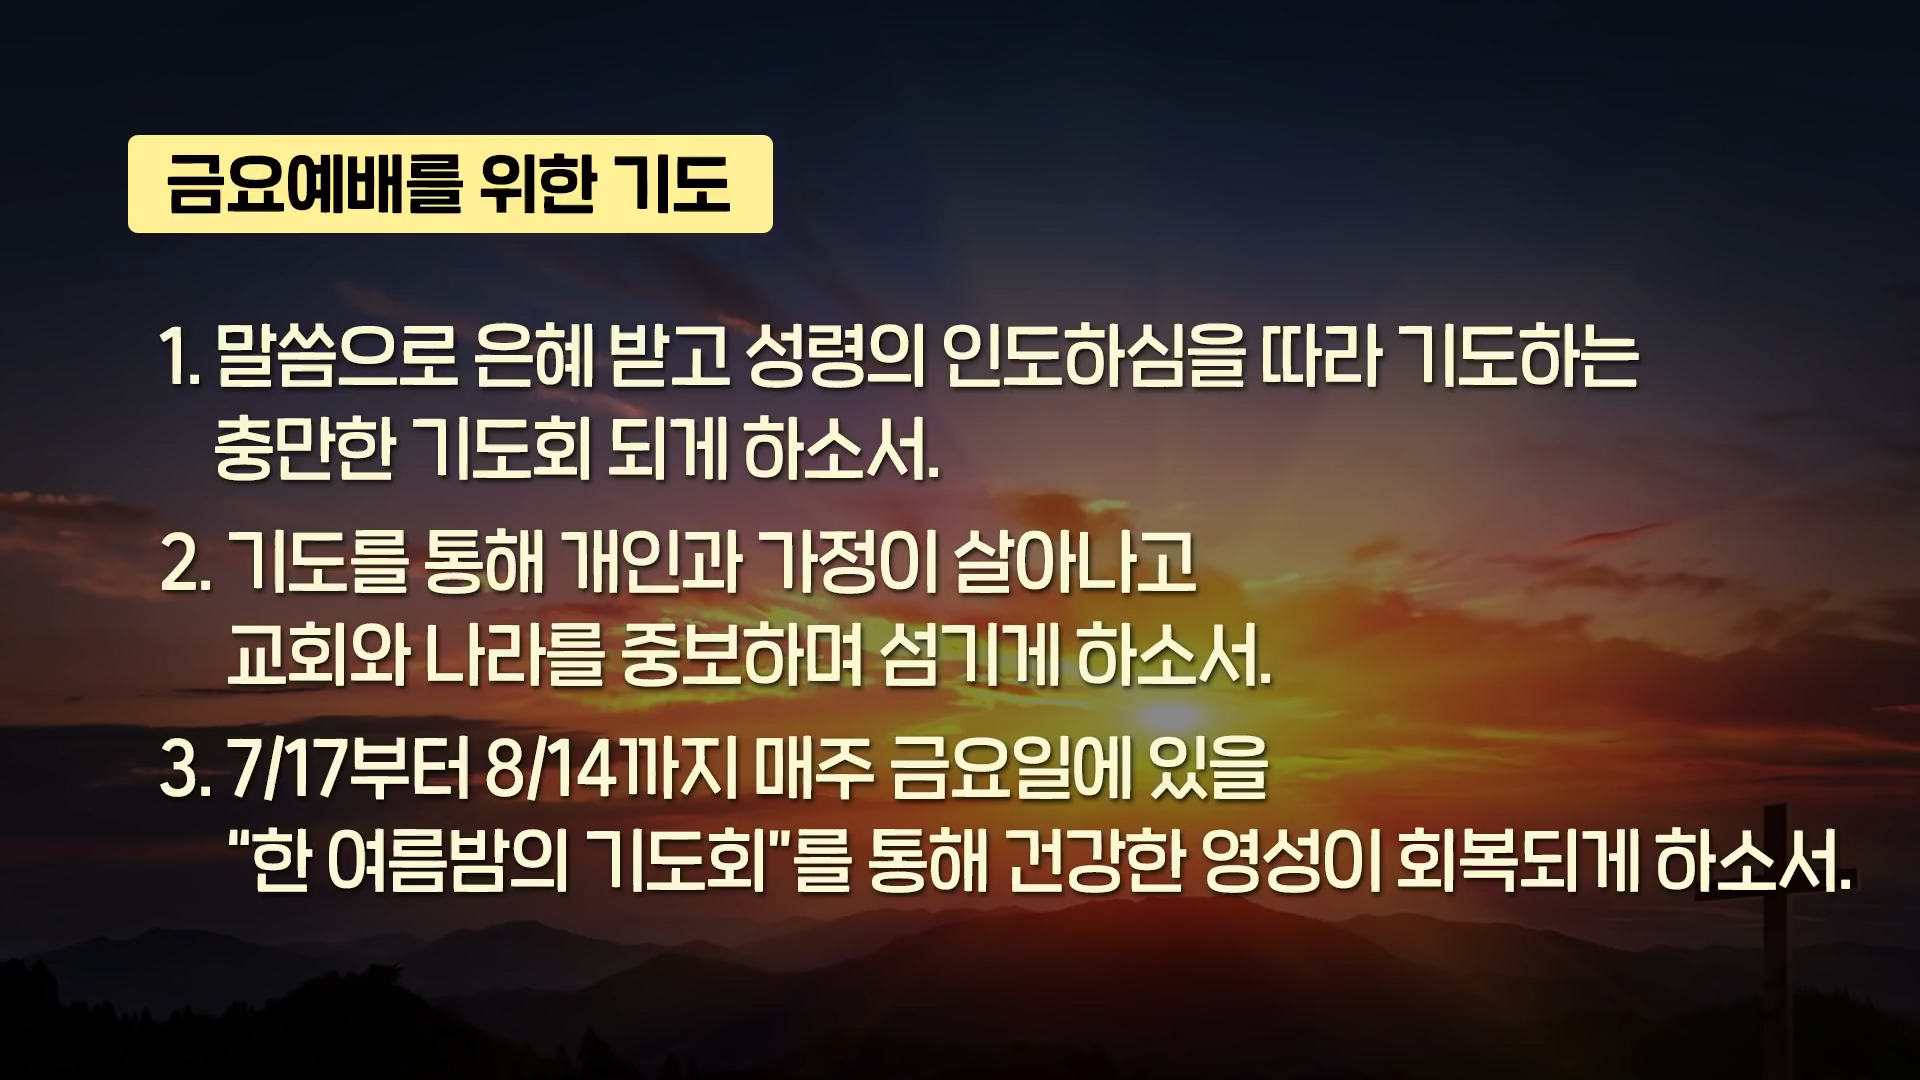 금요예배를 위한 기도
1. 말씀으로 은혜 받고 성령의 인도하심을 따라 기도하는
충만한 기도회 되게 하소서.
2. 기도를 통해 개인과 가정이 살아나고
교회와 나라를 중보하며 섬기게 하소서.
3. 7/17부터 8/14까지 매주 금요일에 있을
“한 여름밤의 기도회”를 통해 건강한 영성이 회복되게 하소서.